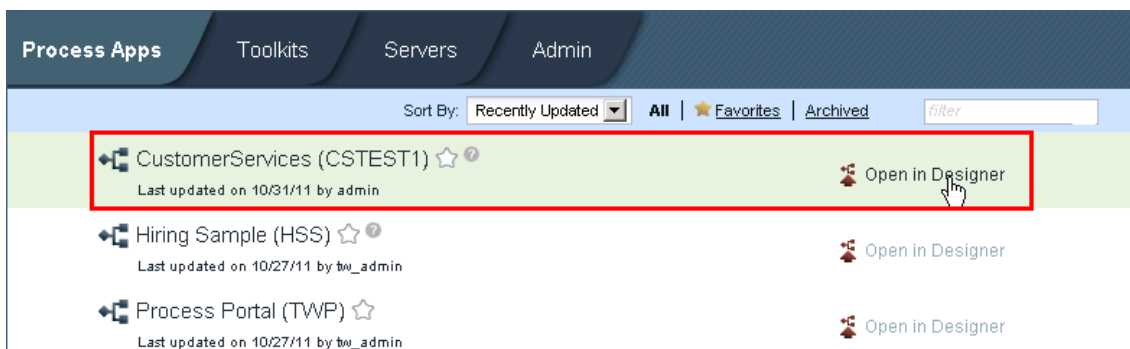 Process Apps Toolkits Servers Admin
Sort By: Recently Updated All | Favorites | Archived filter
CustomerServices (CSTEST1)
Last updated on 10/31/11 by admin
Open in Designer
Hiring Sample (HSS)
Last updated on 10/27/11 by tw_admin
Open in Designer
Process Portal (TWP)
Last updated on 10/27/11 by tw_admin
Open in Designer